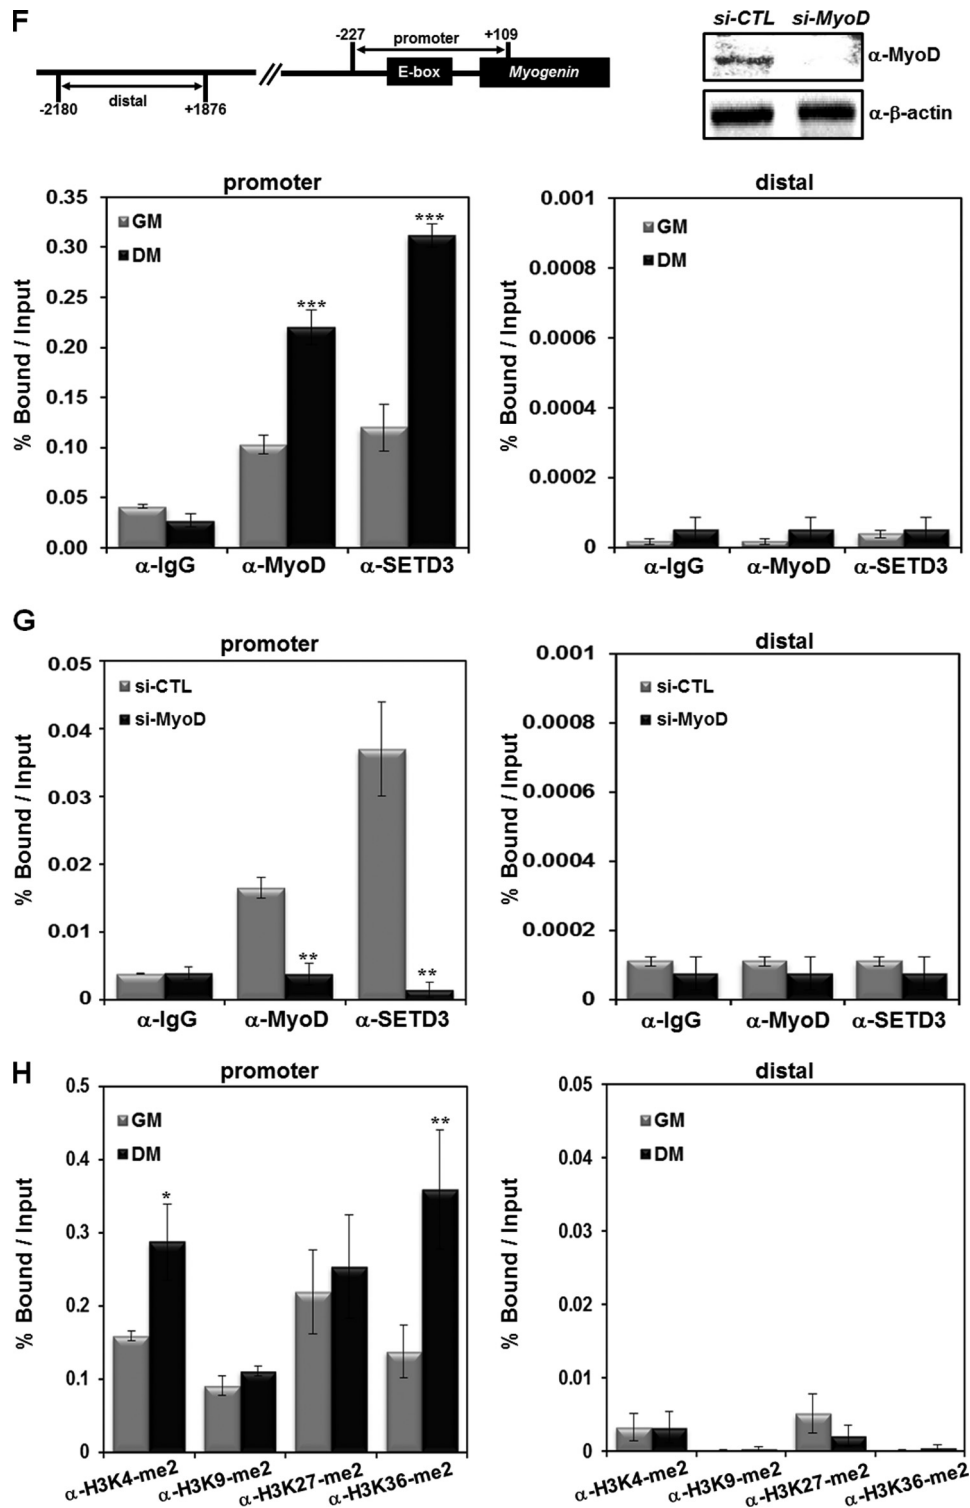 F
-227
promoter
+109
E-box
Myogenin
-2180
distal
+1876
si-CTL
si-MyoD
α-MyoD
α-β-actin
promoter
0.35
0.30
0.25
0.20
0.15
0.10
0.05
0.00
% Bound / Input
GM
DM
***
***
α-IgG
α-MyoD
α-SETD3
distal
0.001
0.0008
0.0006
0.0004
0.0002
0
% Bound / Input
GM
DM
α-IgG
α-MyoD
α-SETD3
G
promoter
0.05
0.04
0.03
0.02
0.01
0
% Bound / Input
si-CTL
si-MyoD
**
**
α-IgG
α-MyoD
α-SETD3
distal
0.001
0.0008
0.0006
0.0004
0.0002
0
% Bound / Input
si-CTL
si-MyoD
α-IgG
α-MyoD
α-SETD3
H
promoter
0.5
0.4
0.3
0.2
0.1
0
% Bound / Input
GM
DM
*
**
α-H3K4-me2
α-H3K9-me2
α-H3K27-me2
α-H3K36-me2
distal
0.05
0.04
0.03
0.02
0.01
0
% Bound / Input
GM
DM
α-H3K4-me2
α-H3K9-me2
α-H3K27-me2
α-H3K36-me2